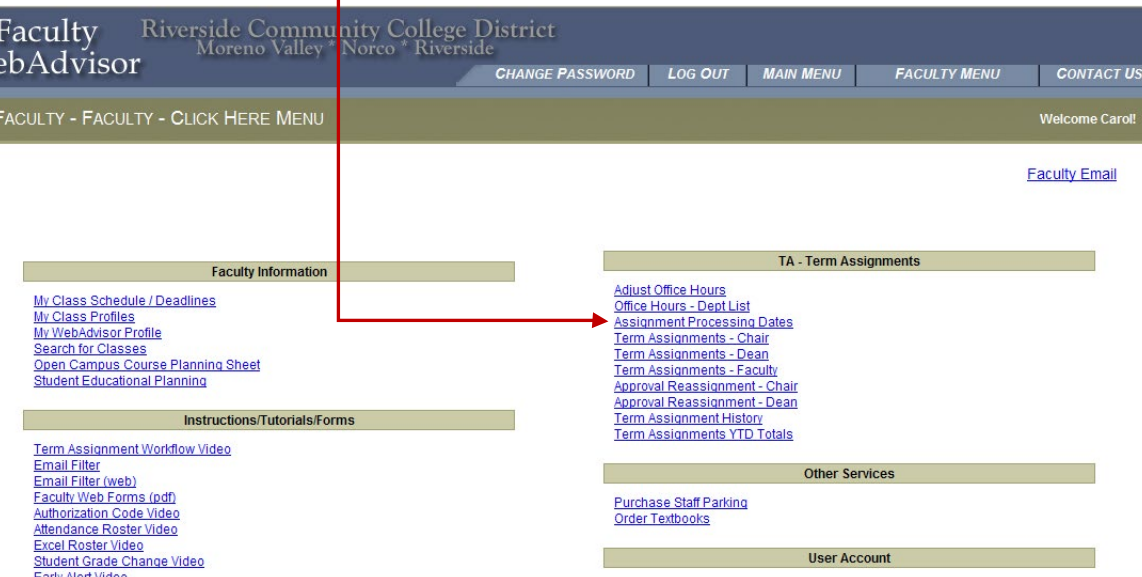 Faculty
ebAdvisor
Riverside Community College District
Moreno Valley * Norco * Riverside
CHANGE PASSWORD LOG OUT MAIN MENU FACULTY MENU CONTACT US
FACULTY - FACULTY - CLICK HERE MENU
Welcome Carol!
Faculty Email
Faculty Information
My Class Schedule / Deadlines
My Class Profiles
My WebAdvisor Profile
Search for Classes
Open Campus Course Planning Sheet
Student Educational Planning
Instructions/Tutorials/Forms
Term Assignment Workflow Video
Email Filter
Email Filter (web)
Faculty Web Forms (pdf)
Authorization Code Video
Attendance Roster Video
Excel Roster Video
Student Grade Change Video
Early Alert Video
TA - Term Assignments
Adjust Office Hours
Office Hours - Dept List
Assignment Processing Dates
Term Assignments - Chair
Term Assignments - Dean
Term Assignments - Faculty
Approval Reassignment - Chair
Approval Reassignment - Dean
Term Assignment History
Term Assignments YTD Totals
Other Services
Purchase Staff Parking
Order Textbooks
User Account